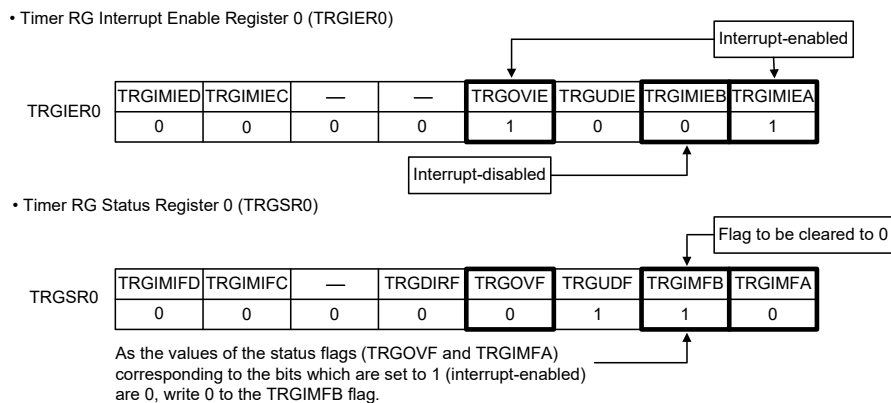 • Timer RG Interrupt Enable Register 0 (TRGIER0)
Interrupt-enabled
TRGIER0
TRGIMIED TRGIMIEC — — TRGOVIE TRGUDIE TRGIMIEB TRGIMIEA
0 0 0 0 1 0 0 1
Interrupt-disabled
• Timer RG Status Register 0 (TRGSR0)
Flag to be cleared to 0
TRGSR0
TRGIMIFD TRGIMIFC — TRGDIRF TRGOVF TRGUDF TRGIMFB TRGIMFA
0 0 0 0 0 1 1 0
As the values of the status flags (TRGOVF and TRGIMFA)
corresponding to the bits which are set to 1 (interrupt-enabled)
are 0, write 0 to the TRGIMFB flag.